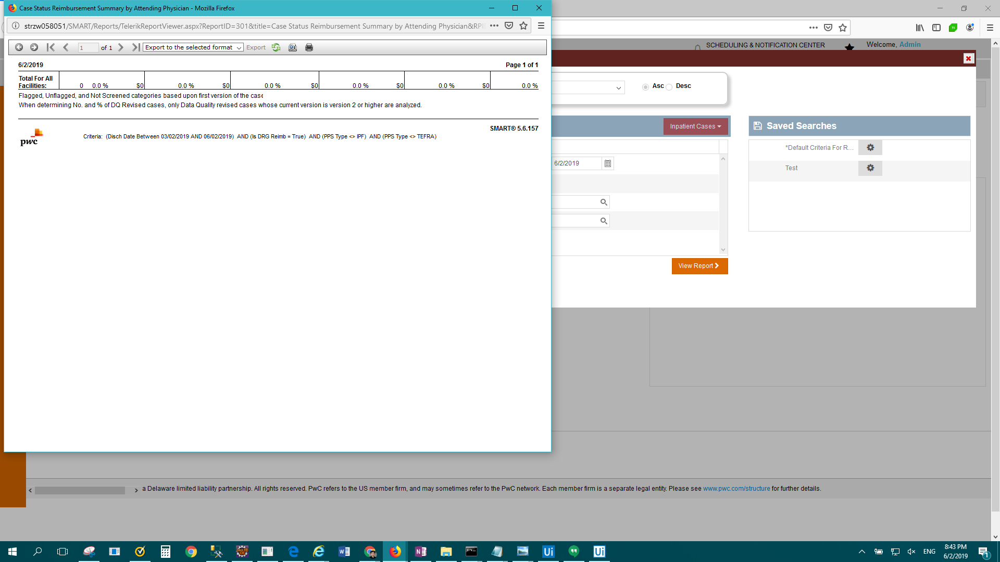 Case Status Reimbursement Summary by Attending Physician - Mozilla Firefox
strzw058051/SMART/Reports/TelerikReportViewer.aspx?ReportID=301&title=Case Status Reimbursement Summary by Attending Physician&RPI
1 of 1 Export to the selected format Export
6/2/2019 Page 1 of 1
Total For All
Facilities: 0 0.0 % $0 0.0 % $0 0.0 % $0 0.0 % $0 0.0 % $0 0.0 %
Flagged, Unflagged, and Not Screened categories based upon first version of the case
When determining No. and % of DQ Revised cases, only Data Quality revised cases whose current version is version 2 or higher are analyzed.
SMART® 5.6.157
pwc
Criteria: (Disch Date Between 03/02/2019 AND 06/02/2019) AND (Is DRG Reimb = True) AND (PPS Type <> IPF) AND (PPS Type <> TEFRA)
SCHEDULING & NOTIFICATION CENTER
Welcome, Admin
Asc Desc
Inpatient Cases
6/2/2019
View Report
Saved Searches
*Default Criteria For R...
Test
a Delaware limited liability partnership. All rights reserved. PwC refers to the US member firm, and may sometimes refer to the PwC network. Each member firm is a separate legal entity. Please see www.pwc.com/structure for further details.
ENG
8:43 PM
6/2/2019
1